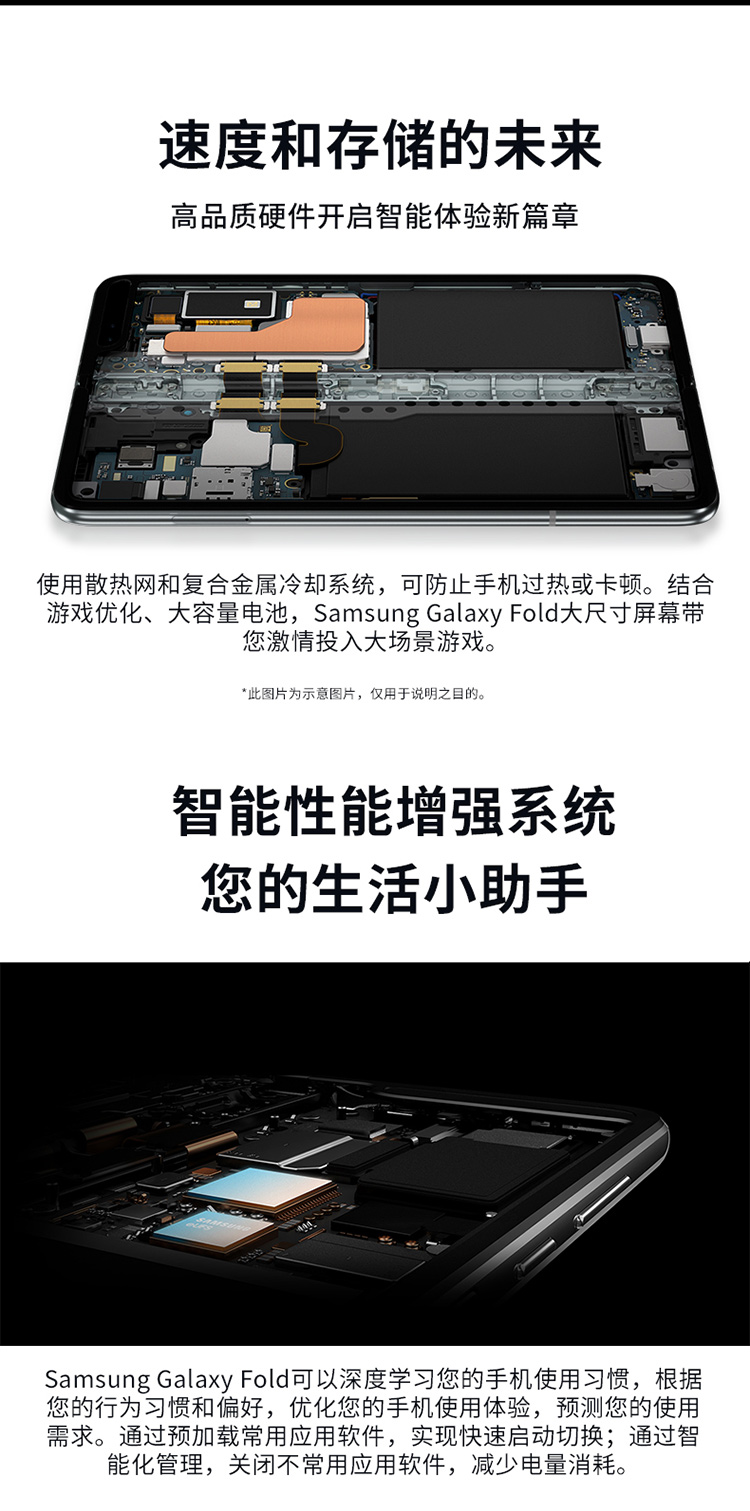 速度和存储的未来
高品质硬件开启智能体验新篇章
使用散热网和复合金属冷却系统，可防止手机过热或卡顿。结合
游戏优化、大容量电池，Samsung Galaxy Fold大尺寸屏幕带
您激情投入大场景游戏。
*此图片为示意图片，仅用于说明之目的。
智能性能增强系统
您的生活小助手
SAMSUNG
eUFS
Samsung Galaxy Fold可以深度学习您的手机使用习惯，根据
您的行为习惯和偏好，优化您的手机使用体验，预测您的使用
需求。通过预加载常用应用软件，实现快速启动切换；通过智
能化管理，关闭不常用应用软件，减少电量消耗。